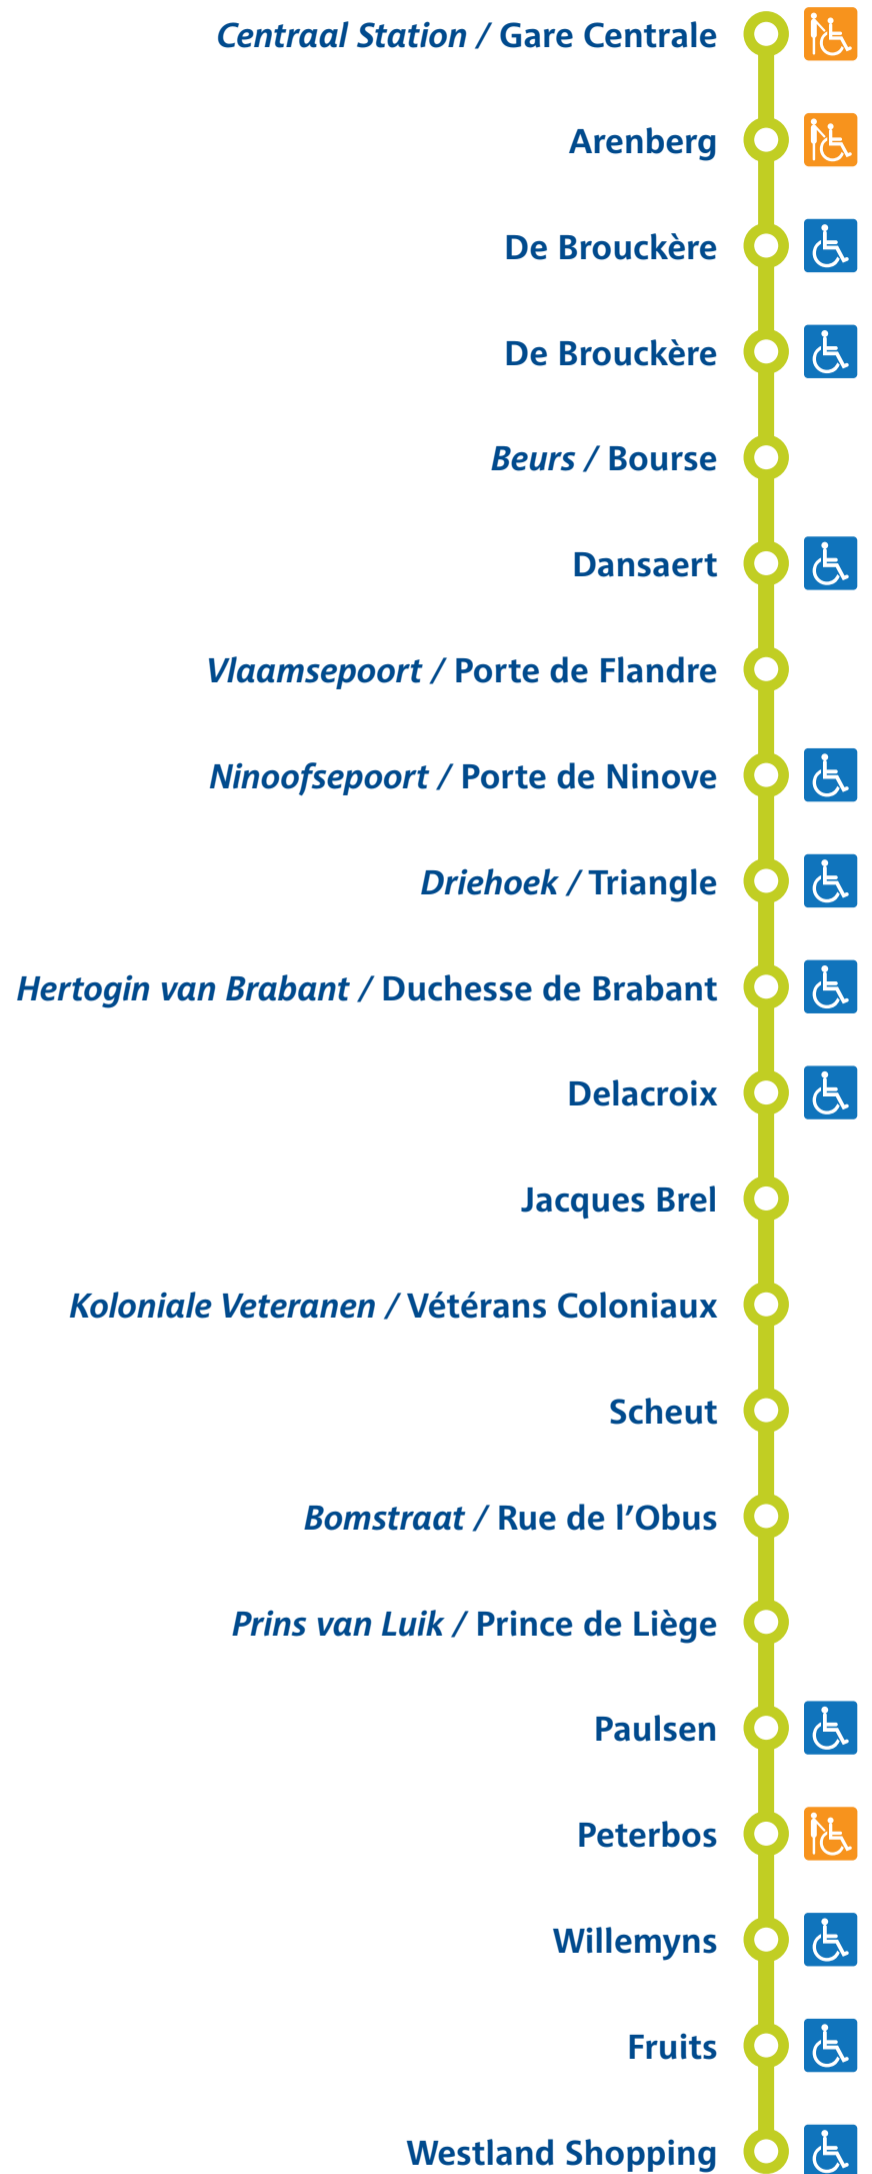 Centraal Station / Gare Centrale
Arenberg
De Brouckère
De Brouckère
Beurs / Bourse
Dansaert
Vlaamsepoort / Porte de Flandre
Ninoofsepoort / Porte de Ninove
Driehoek / Triangle
Hertogin van Brabant / Duchesse de Brabant
Delacroix
Jacques Brel
Koloniale Veteranen / Vétérans Coloniaux
Scheut
Bomstraat / Rue de l’Obus
Prins van Luik / Prince de Liège
Paulsen
Peterbos
Willemyns
Fruits
Westland Shopping